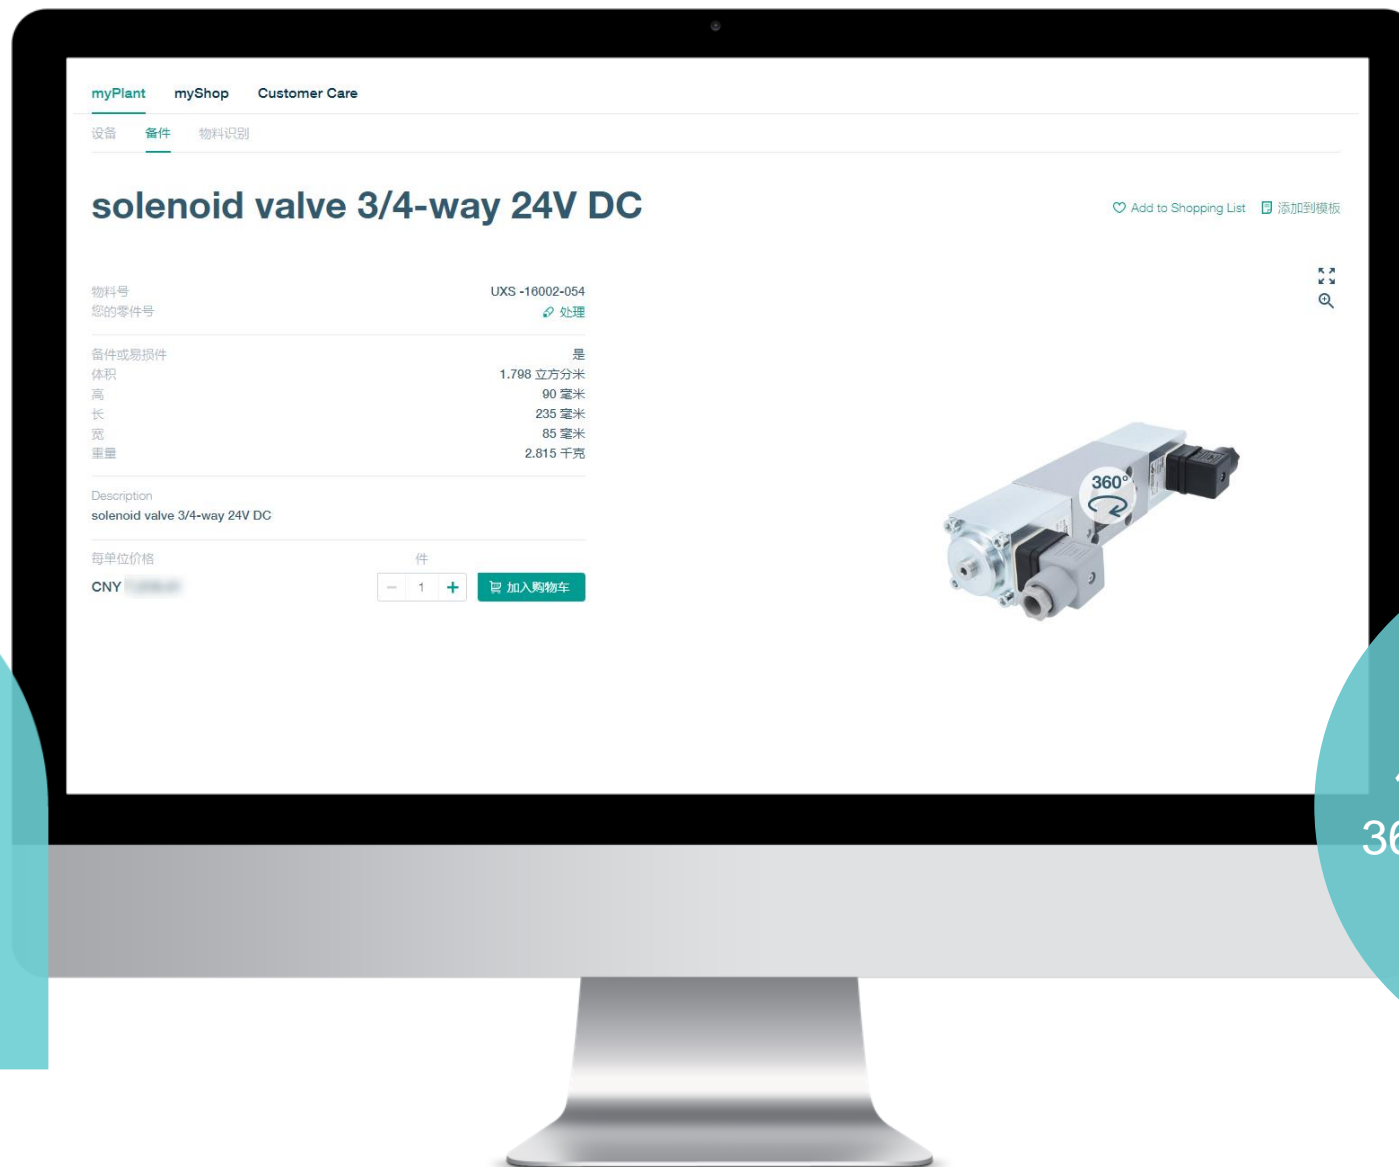 myPlant myShop Customer Care
设备 备件 物料识别
solenoid valve 3/4-way 24V DC
Add to Shopping List 添加到模板
物料号 UXS -16002-054
您的零件号 处理
备件或易损件 是
体积 1.798 立方分米
高 90 毫米
长 235 毫米
宽 85 毫米
重量 2.815 千克
360°
Description
solenoid valve 3/4-way 24V DC
每单位价格 件
CNY 1 加入购物车
36